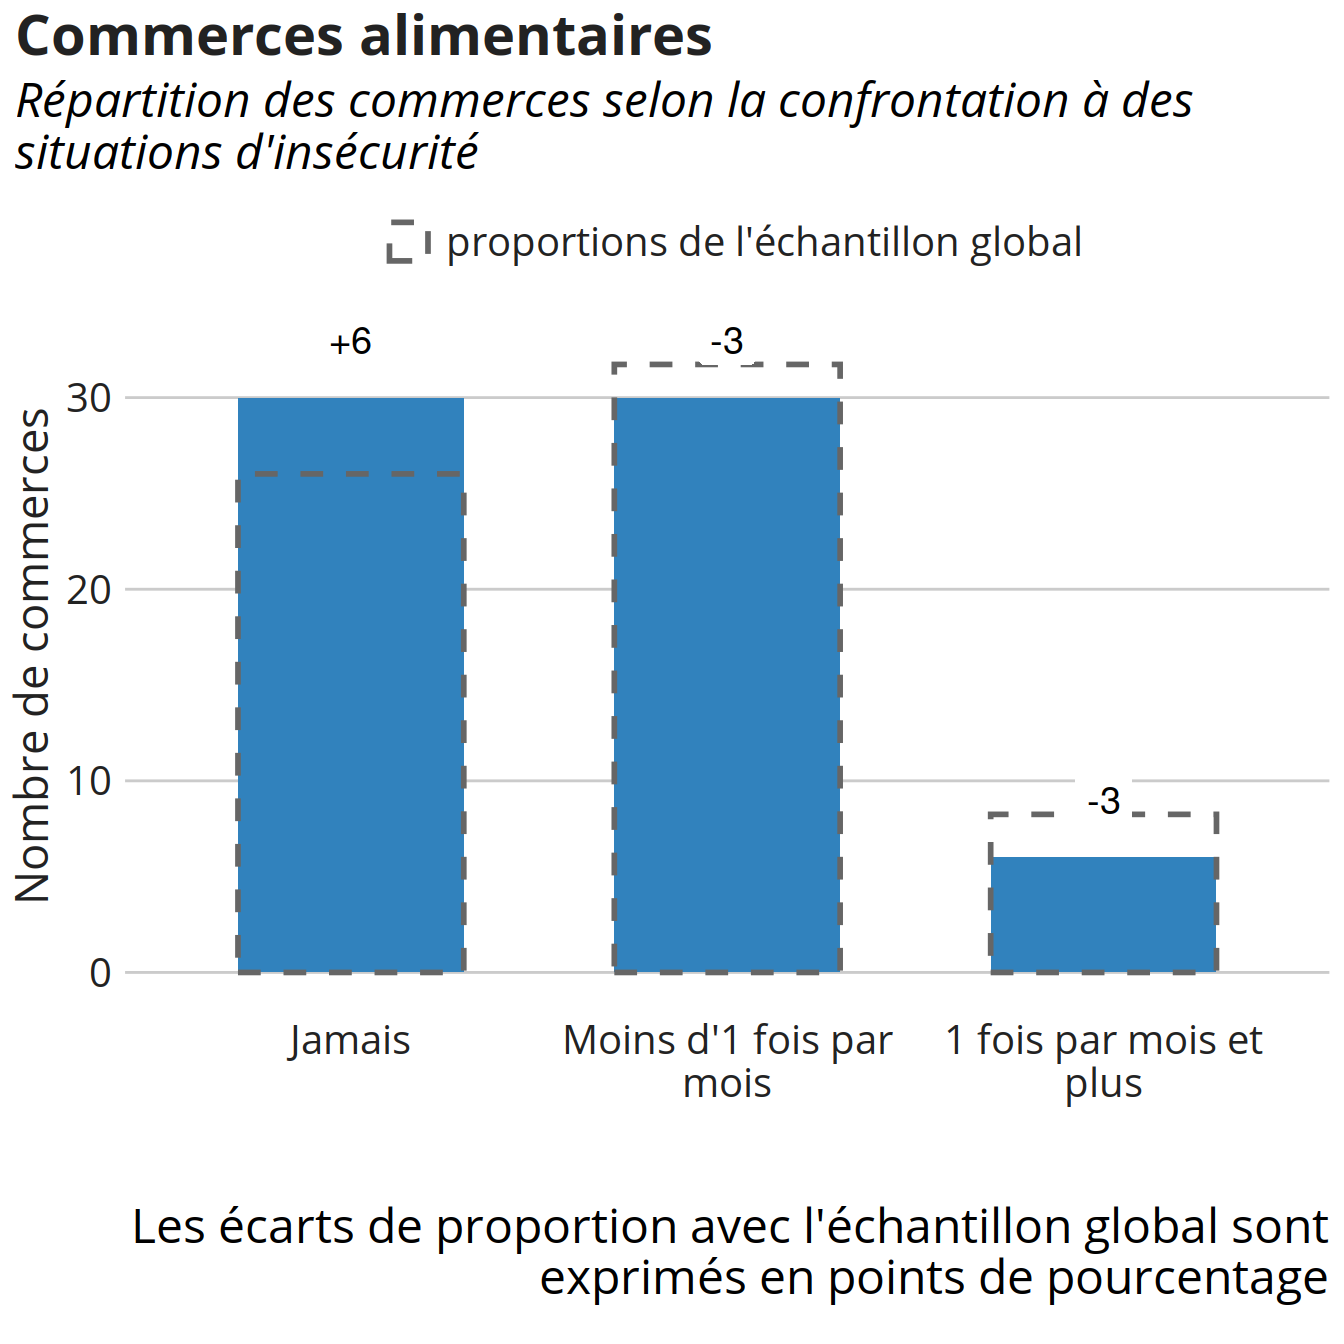 Commerces alimentaires
Répartition des commerces selon la confrontation à des
situations d'insécurité
proportions de l'échantillon global
+6
-3
-3
Nombre de commerces
30
20
10
0
Jamais
Moins d'1 fois par
mois
1 fois par mois et
plus
Les écarts de proportion avec l'échantillon global sont
exprimés en points de pourcentage